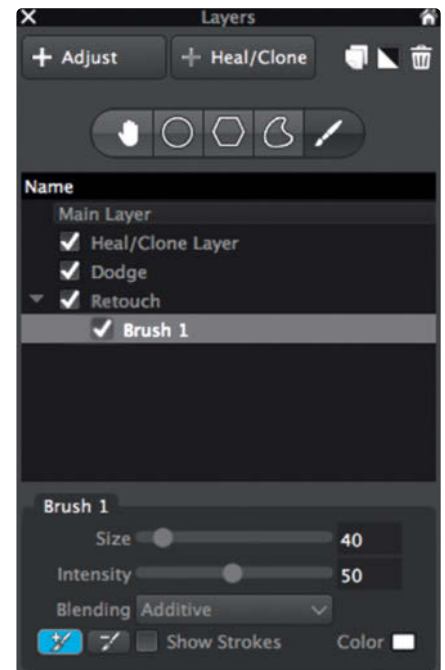 Layers
+ Adjust + Heal/Clone
Name
Main Layer
Heal/Clone Layer
Dodge
Retouch
Brush 1
Brush 1
Size 40
Intensity 50
Blending Additive
Show Strokes Color